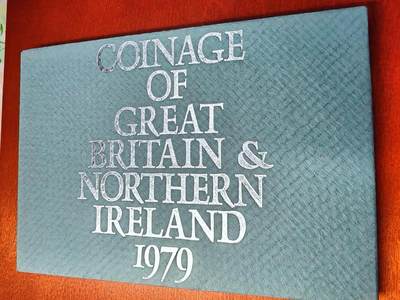 COINAGE
OF
GREAT
BRITAIN &
NORTHERN
IRELAND
1979